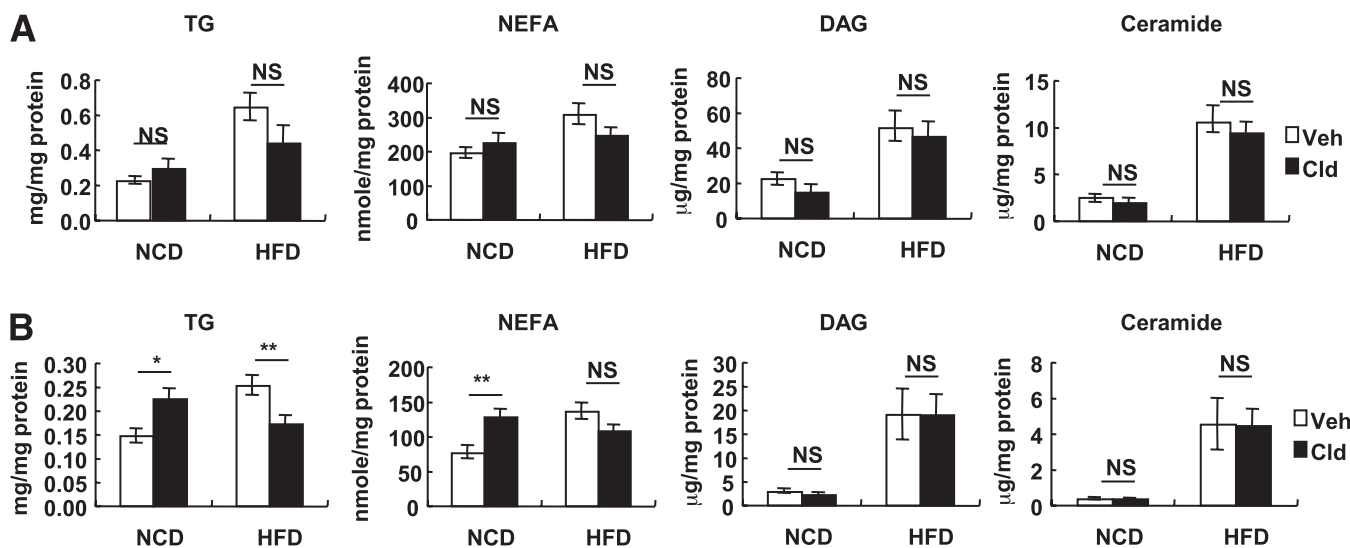 A
TG
NEFA
DAG
Ceramide
mg/mg protein
0.8
0.6
0.4
0.2
0.0
NS
NS
NCD
HFD
nmole/mg protein
400
300
200
100
0
NS
NS
NCD
HFD
μg/mg protein
80
60
40
20
0
NS
NS
NCD
HFD
μg/mg protein
15
10
5
0
NS
NS
NCD
HFD
Veh
Cld
B
TG
NEFA
DAG
Ceramide
mg/mg protein
0.30
0.25
0.20
0.15
0.10
0.05
0.00
*
**
NCD
HFD
nmole/mg protein
200
150
100
50
0
**
NS
NCD
HFD
μg/mg protein
30
25
20
15
10
5
0
NS
NS
NCD
HFD
μg/mg protein
8
6
4
2
0
NS
NS
NCD
HFD
Veh
Cld